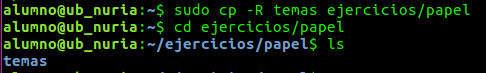 alumno@ub_nuria:~$ sudo cp -R temas ejercicios/papel
alumno@ub_nuria:~$ cd ejercicios/papel
alumno@ub_nuria:~/ejercicios/papel$ ls
temas